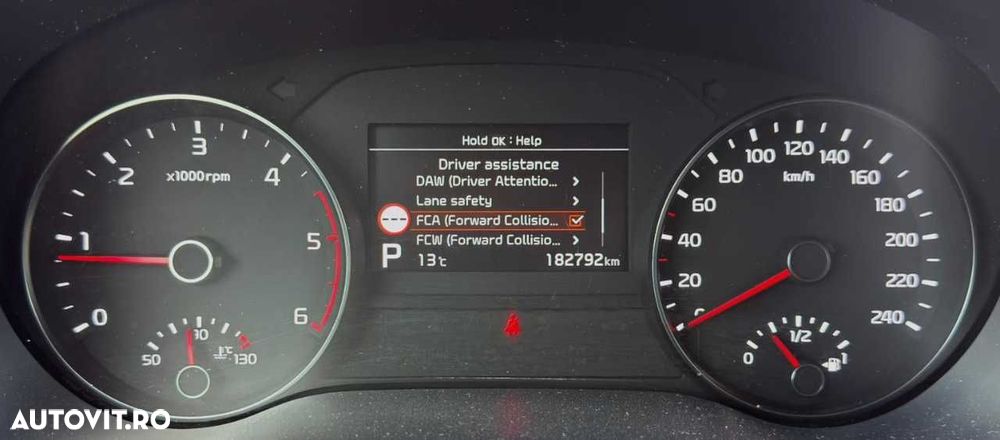 Hold OK : Help
Driver assistance
DAW (Driver Attentio...
Lane safety
FCA (Forward Collisio...
FCW (Forward Collisio...
P 13℃ 182792km
x1000rpm
0
1
2
3
4
5
6
50
130
℃
km/h
20
40
60
80
100
120
140
160
180
200
220
240
0
1/2
1
AUTOVIT.RO